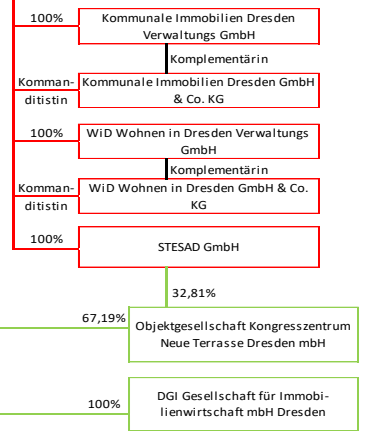 100%
Kommunale Immobilien Dresden
Verwaltungs GmbH
Komplementärin
Komman-
ditistin
Kommunale Immobilien Dresden GmbH
& Co. KG
100%
WiD Wohnen in Dresden Verwaltungs
GmbH
Komplementärin
Komman-
ditistin
WiD Wohnen in Dresden GmbH & Co.
KG
100%
STESAD GmbH
32,81%
67,19%
Objektgesellschaft Kongresszentrum
Neue Terrasse Dresden mbH
100%
DGI Gesellschaft für Immobi-
lienwirtschaft mbH Dresden